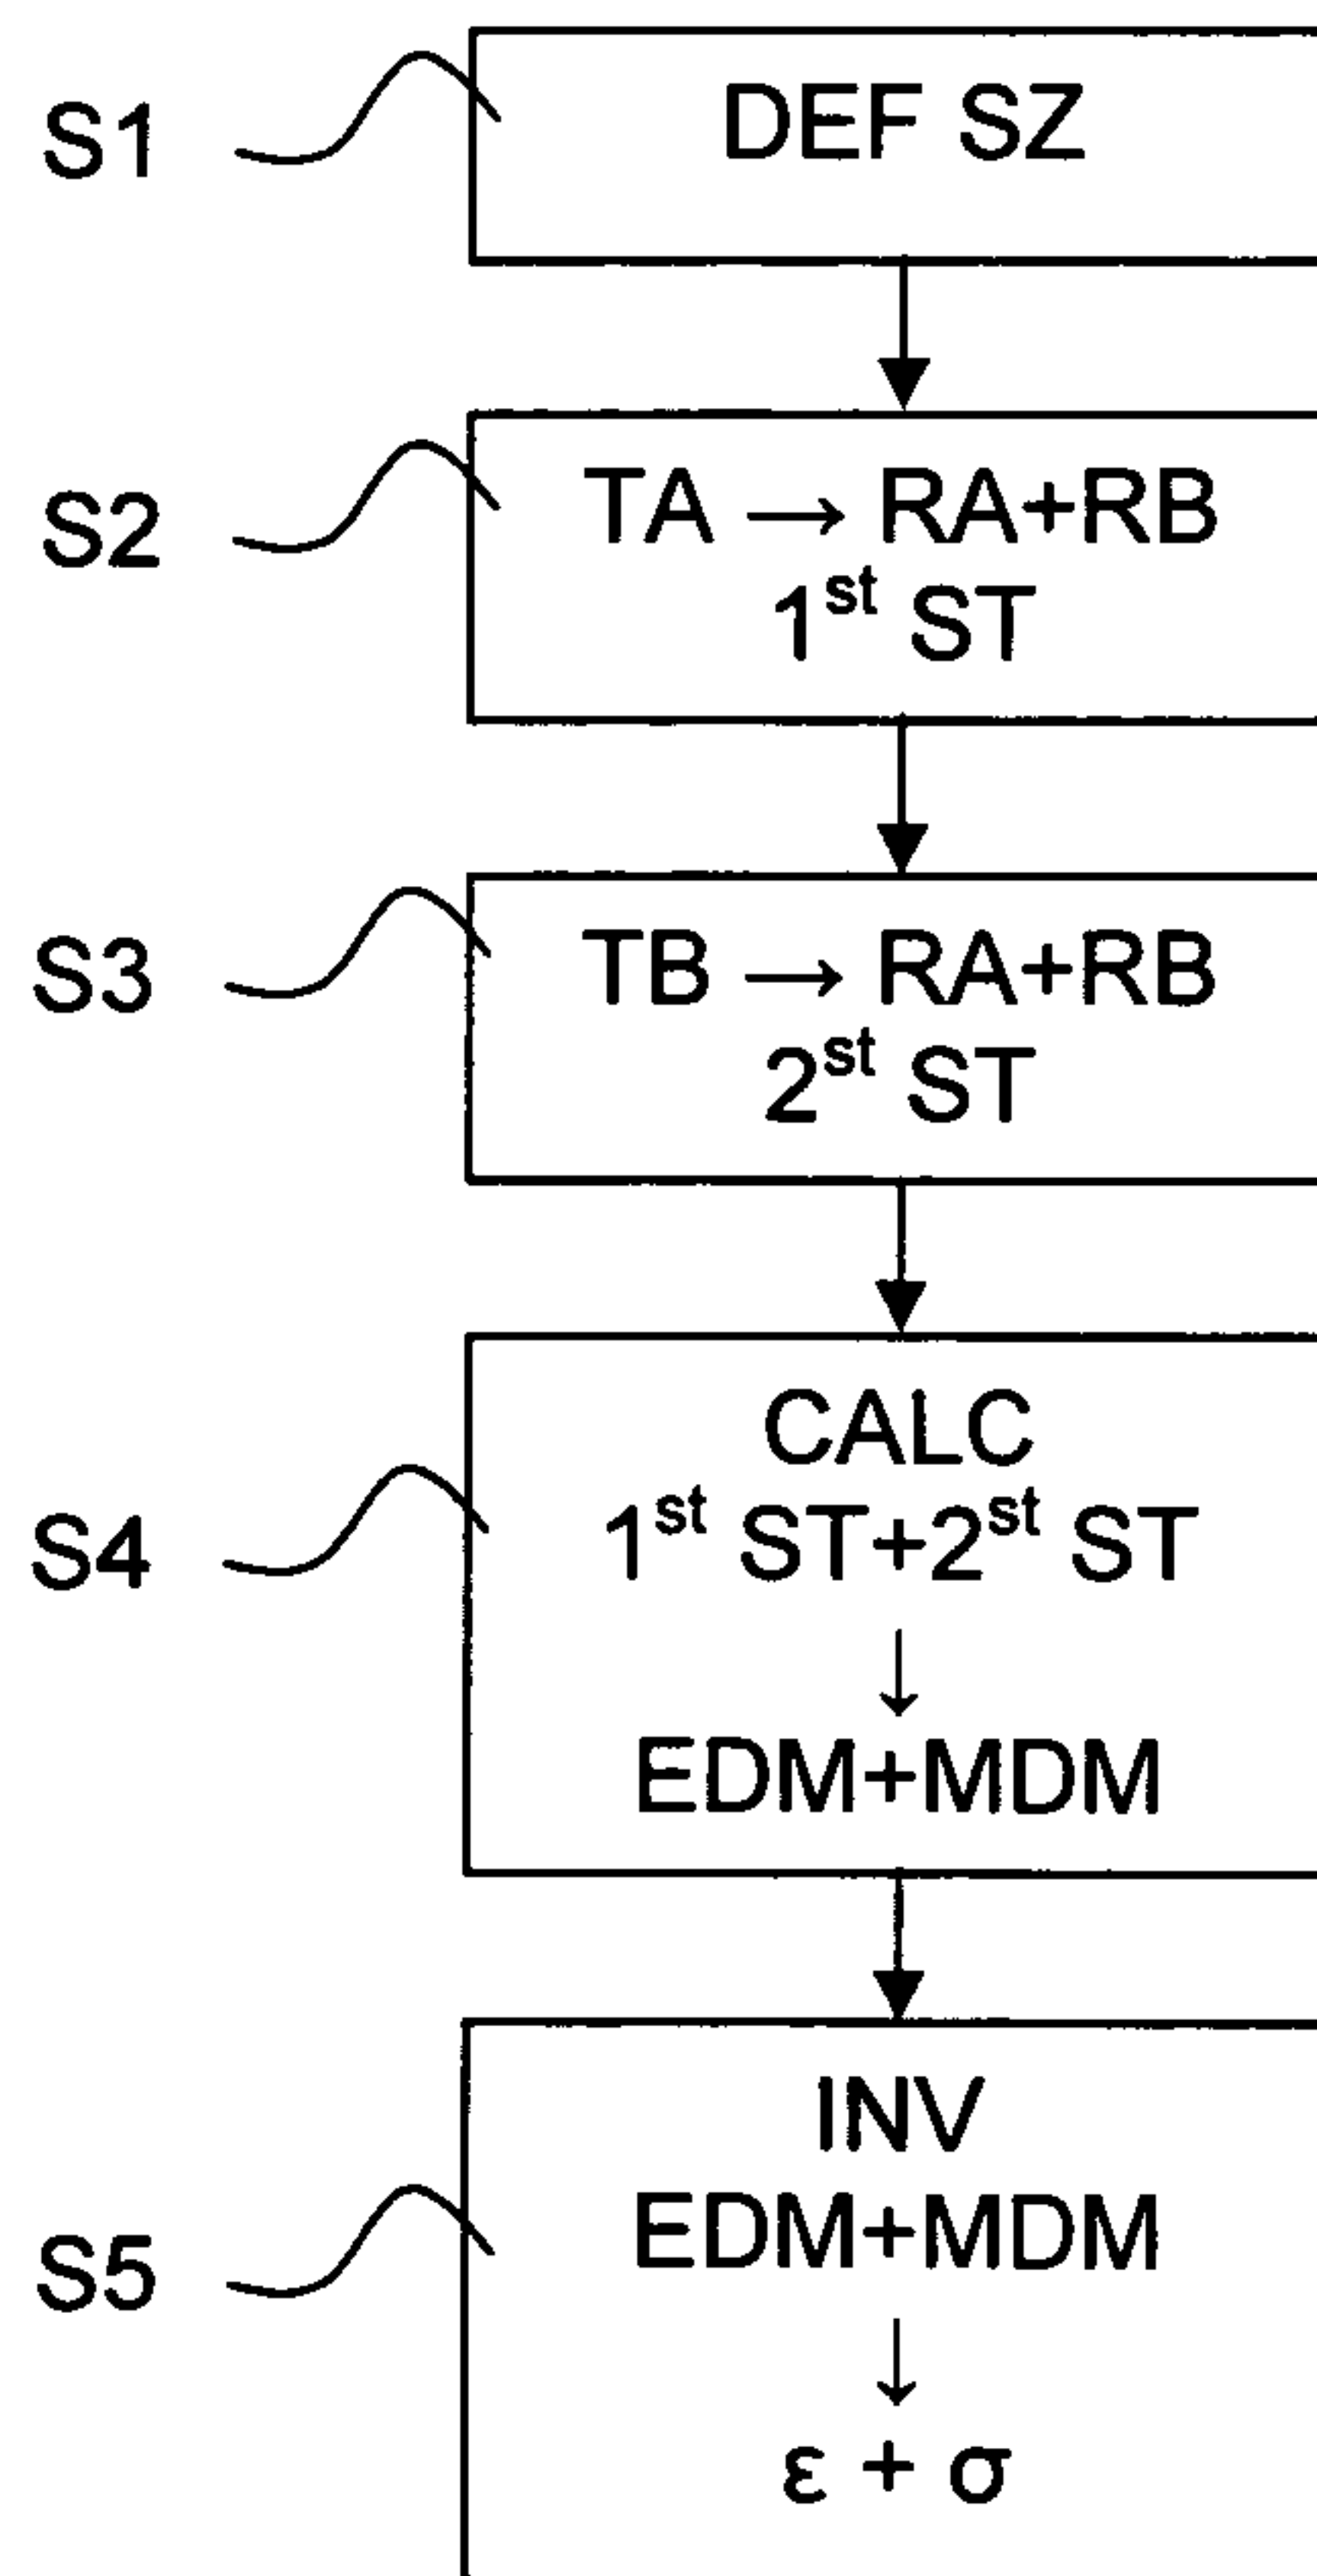 S1
DEF SZ
S2
TA → RA+RB
1st ST
S3
TB → RA+RB
2st ST
S4
CALC
1st ST+2st ST
↓
EDM+MDM
S5
INV
EDM+MDM
↓
ε + σ